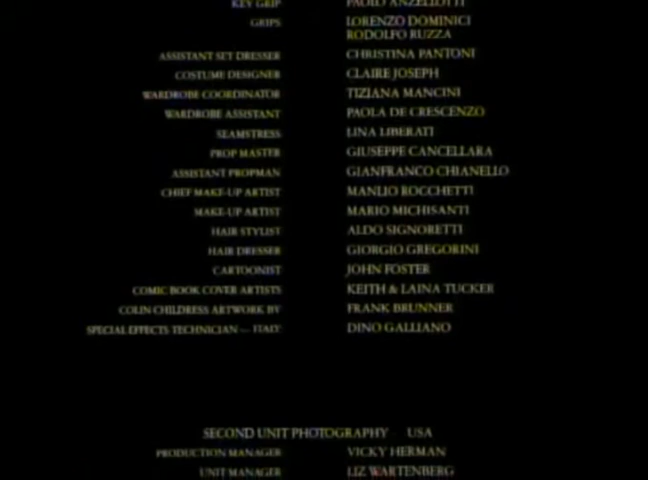 KEY GRIP PAOLO ANZELLOTTI
GRIPS LORENZO DOMINICI
RODOLFO RUZZA
ASSISTANT SET DRESSER CHRISTINA PANTONI
COSTUME DESIGNER CLAIRE JOSEPH
WARDROBE COORDINATOR TIZIANA MANCINI
WARDROBE ASSISTANT PAOLA DE CRESCENZO
SEAMSTRESS LINA LIBERATI
PROP MASTER GIUSEPPE CANCELLARA
ASSISTANT PROPMAN GIANFRANCO CHIANELLO
CHIEF MAKE-UP ARTIST MANLIO ROCCHETTI
MAKE-UP ARTIST MARIO MICHISANTI
HAIR STYLIST ALDO SIGNORETTI
HAIR DRESSER GIORGIO GREGORINI
CARTOONIST JOHN FOSTER
COMIC BOOK COVER ARTISTS KEITH & LAINA TUCKER
COLIN CHILDRESS ARTWORK BY FRANK BRUNNER
SPECIAL EFFECTS TECHNICIAN — ITALY: DINO GALLIANO
SECOND UNIT PHOTOGRAPHY USA
PRODUCTION MANAGER VICKY HERMAN
UNIT MANAGER LIZ WARTENBERG